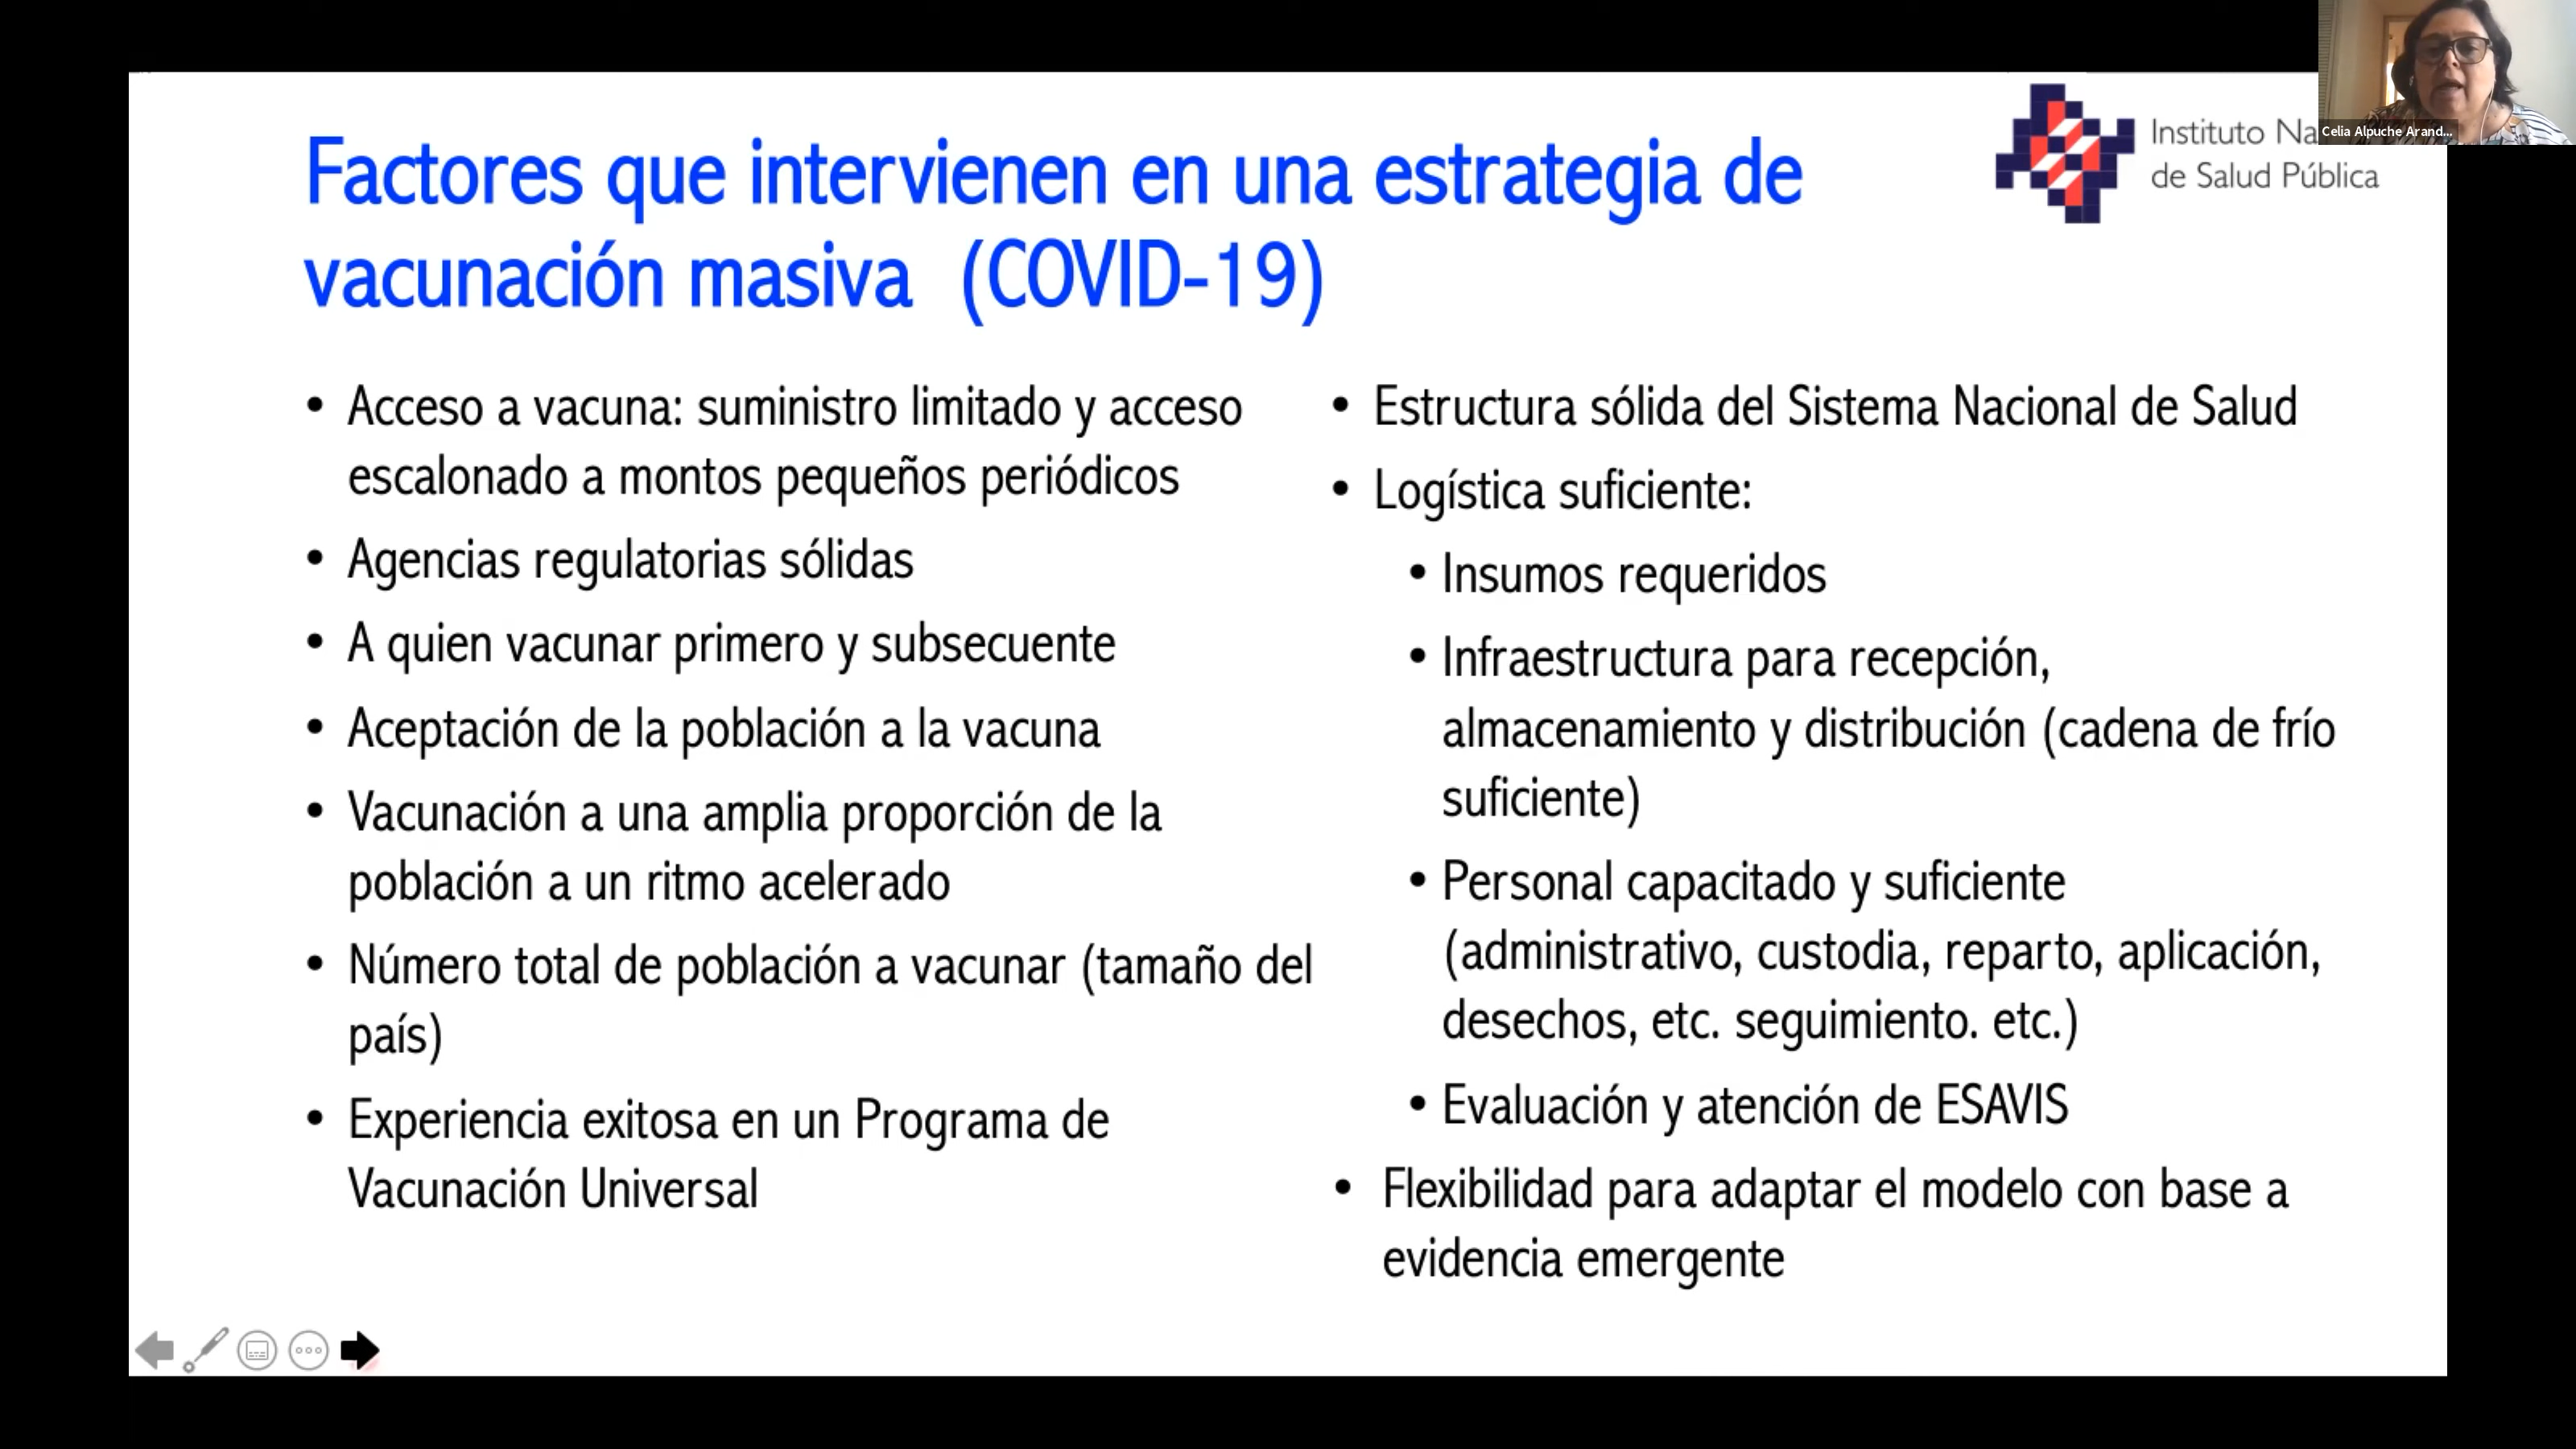 Factores que intervienen en una estrategia de
vacunación masiva (COVID-19)
Instituto Na
de Salud Pública
Celia Alpuche Arand...
• Acceso a vacuna: suministro limitado y acceso
escalonado a montos pequeños periódicos
• Agencias regulatorias sólidas
• A quien vacunar primero y subsecuente
• Aceptación de la población a la vacuna
• Vacunación a una amplia proporción de la
población a un ritmo acelerado
• Número total de población a vacunar (tamaño del
país)
• Experiencia exitosa en un Programa de
Vacunación Universal
• Estructura sólida del Sistema Nacional de Salud
• Logística suficiente:
• Insumos requeridos
• Infraestructura para recepción,
almacenamiento y distribución (cadena de frío
suficiente)
• Personal capacitado y suficiente
(administrativo, custodia, reparto, aplicación,
desechos, etc. seguimiento. etc.)
• Evaluación y atención de ESAVIS
• Flexibilidad para adaptar el modelo con base a
evidencia emergente